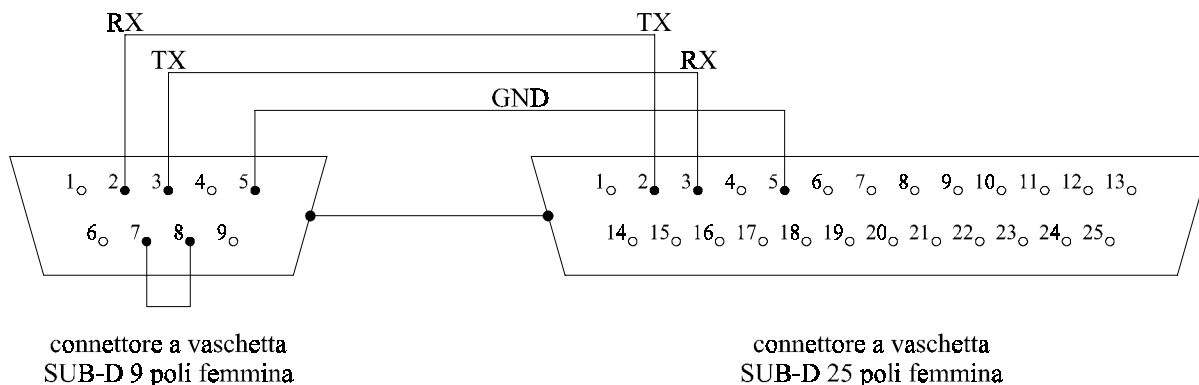 RX TX
TX RX
GND
1 2 3 4 5 1 2 3 4 5 6 7 8 9 10 11 12 13
6 7 8 9 14 15 16 17 18 19 20 21 22 23 24 25
connettore a vaschetta connettore a vaschetta
SUB-D 9 poli femmina SUB-D 25 poli femmina